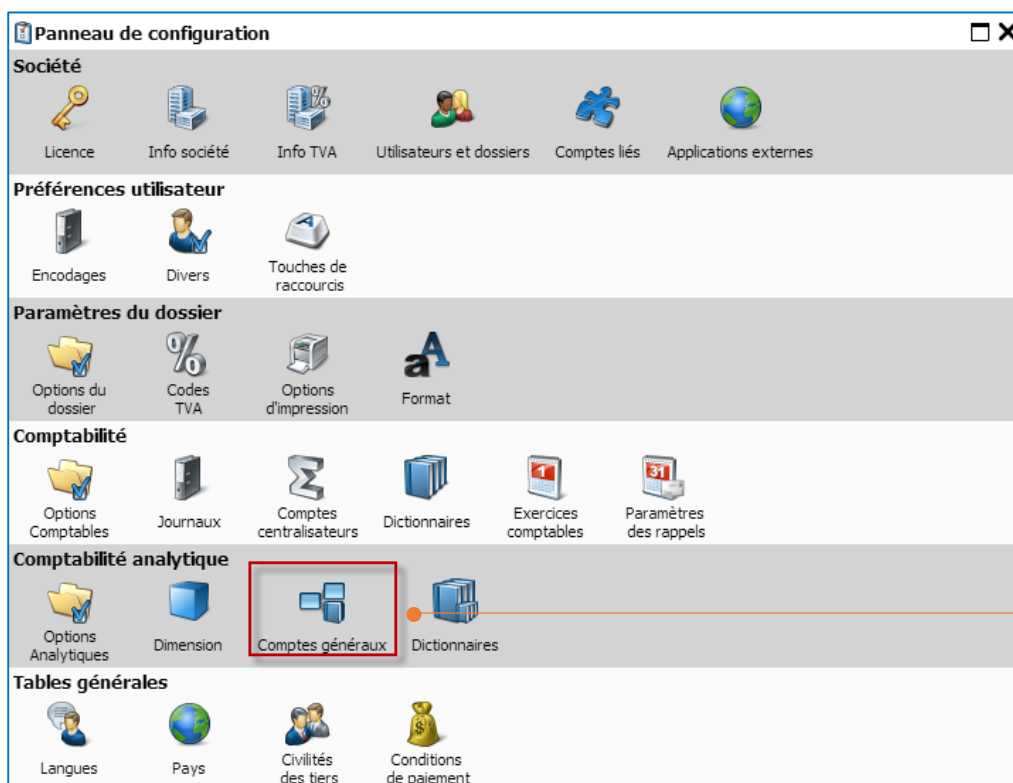 Panneau de configuration
Société
Licence Info société Info TVA Utilisateurs et dossiers Comptes liés Applications externes
Préférences utilisateur
Encodages Divers Touches de raccourcis
Paramètres du dossier
Options du dossier Codes TVA Options d'impression Format
Comptabilité
Options Comptables Journaux Comptes centralisateurs Dictionnaires Exercices comptables Paramètres des rappels
Comptabilité analytique
Options Analytiques Dimension Comptes généraux Dictionnaires
Tables générales
Langues Pays Civilités des tiers Conditions de paiement